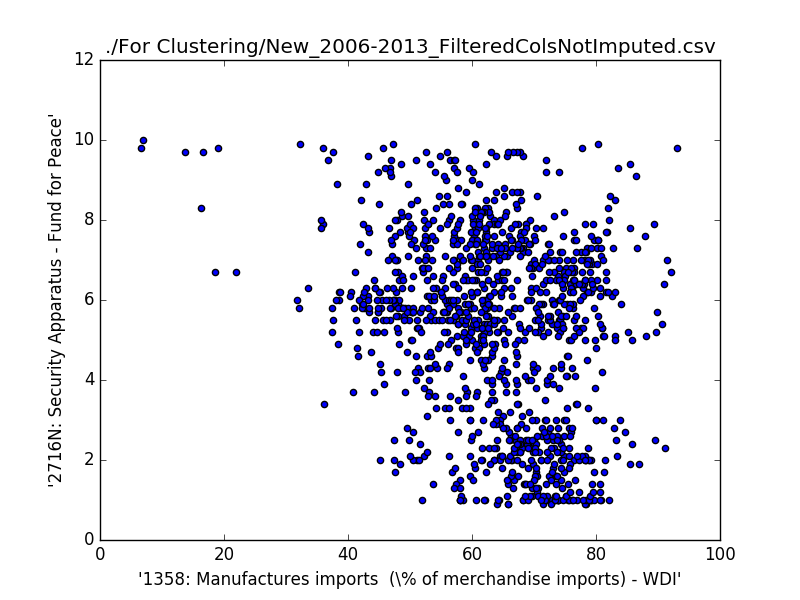 ./For Clustering/New_2006-2013_FilteredColsNotImputed.csv
12
10
8
6
4
2
0
'2716N: Security Apparatus - Fund for Peace'
0 20 40 60 80 100
'1358: Manufactures imports  (\% of merchandise imports) - WDI'